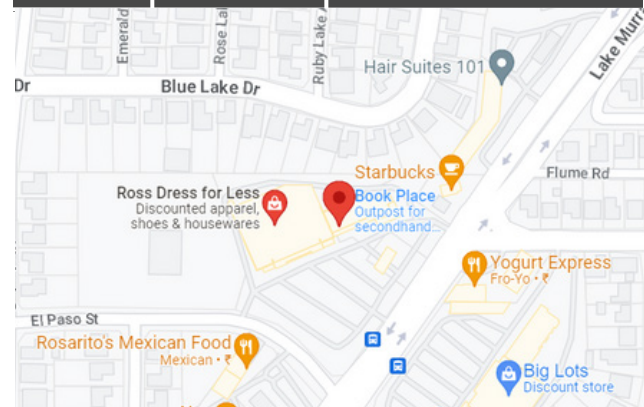 Emerald
Rose Lak
Ruby Lake
Lake Murra
Hair Suites 101
Dr
Blue Lake Dr
Starbucks
Flume Rd
Ross Dress for Less
Discounted apparel,
shoes & housewares
Book Place
Outpost for
secondhand...
Yogurt Express
Fro-Yo • ₹
El Paso St
Rosarito's Mexican Food
Mexican • ₹
Big Lots
Discount store